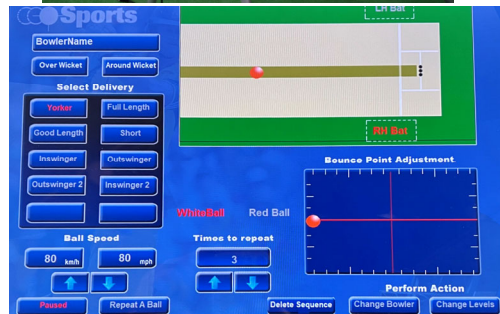 Sports
LH Bat
BowlerName
Over Wicket
Around Wicket
Select Delivery
Yorker
Full Length
Good Length
Short
Inswinger
Outswinger
Outswinger 2
Inswinger 2
RH Bat
Bounce Point Adjustment
WhiteBall
Red Ball
Ball Speed
Times to repeat
80 km/h
80 mph
3
Perform Action
Paused
Repeat A Ball
Delete Sequence
Change Bowler
Change Levels